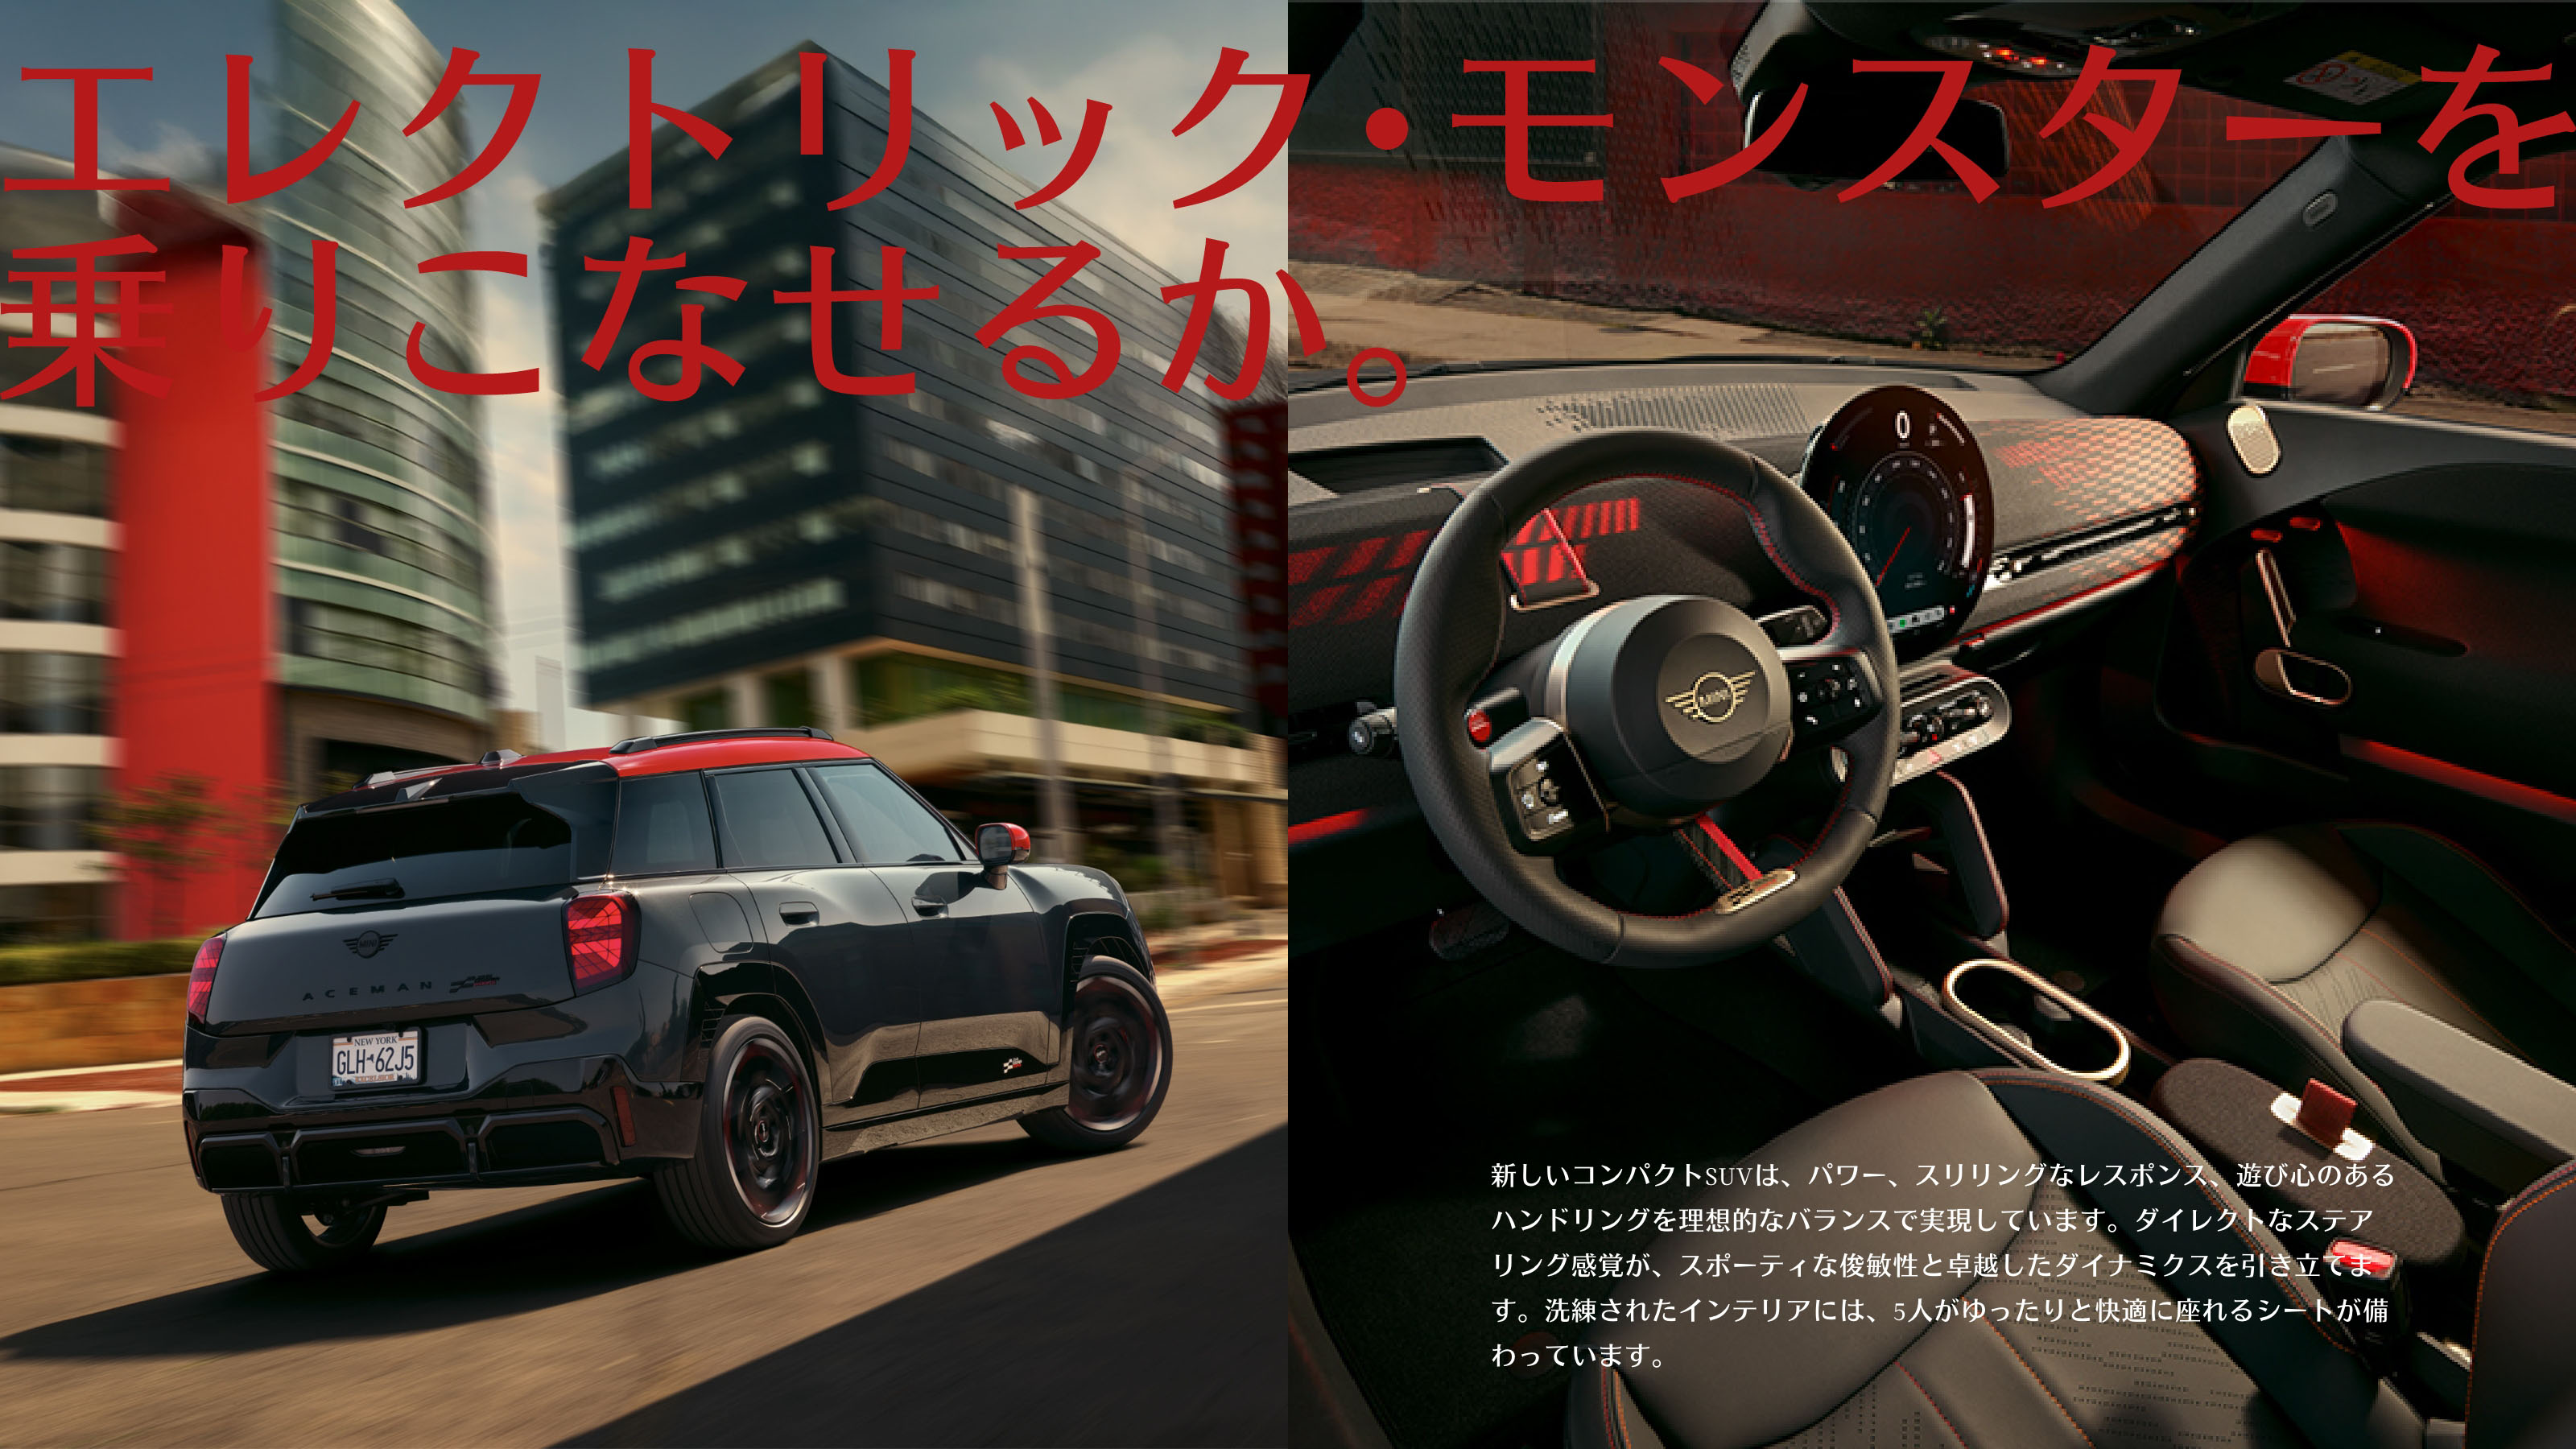 エレクトリック・モンスターを
乗りこなせるか。
MINI
ACEMAN
NEW YORK
GLH 62J5
EXCELSIOR
0
P
新しいコンパクトSUVは、パワー、スリリングなレスポンス、遊び心のある
ハンドリングを理想的なバランスで実現しています。ダイレクトなステア
リング感覚が、スポーティな俊敏性と卓越したダイナミクスを引き立てま
す。洗練されたインテリアには、5人がゆったりと快適に座れるシートが備
わっています。